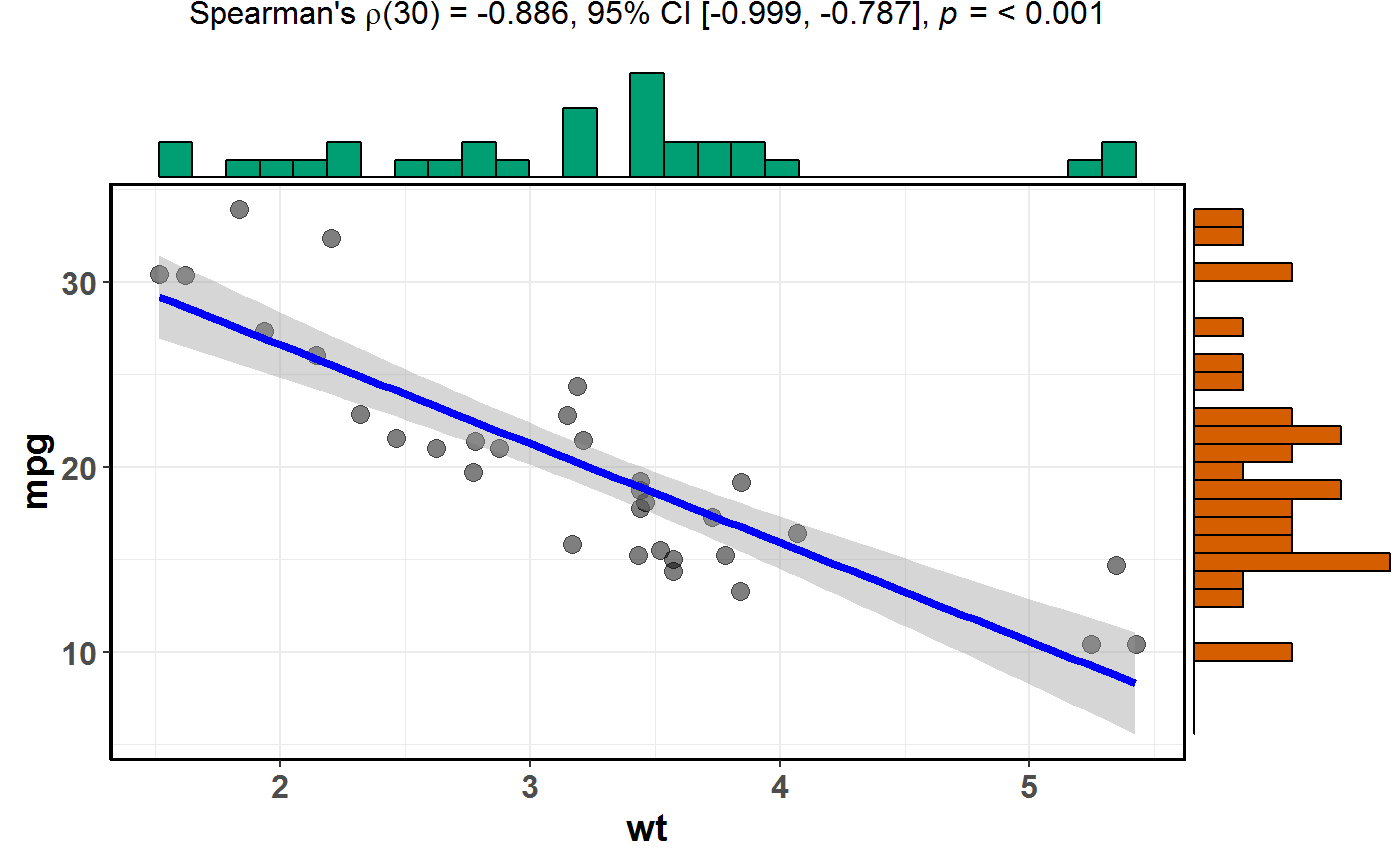 Spearman's ρ(30) = -0.886, 95% CI [-0.999, -0.787], p = < 0.001
30
20
10
mpg
2 3 4 5
wt